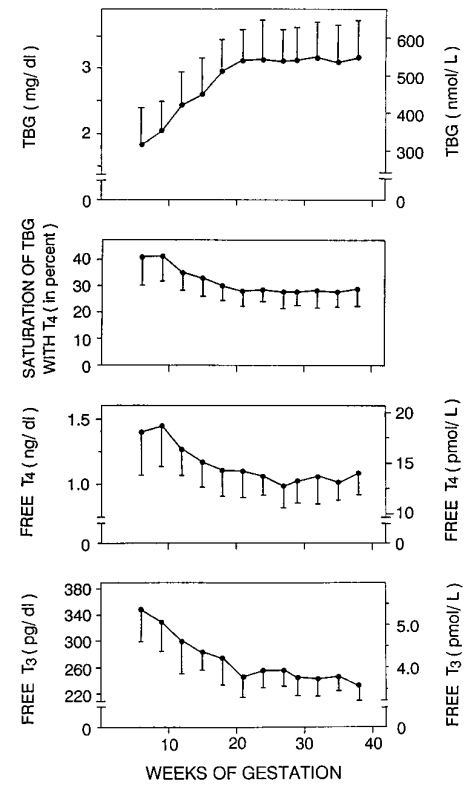 TBG ( mg/ dl )
3
2
0
600
500
400
300
0
TBG ( nmol/ L )
SATURATION OF TBG
WITH T4 ( in percent )
40
30
20
10
0
FREE T4 ( ng/ dl )
1.5
1.0
0
20
15
10
0
FREE T4 ( pmol/ L )
FREE T3 ( pg/ dl )
380
340
300
260
220
0
5.0
4.0
0
FREE T3 ( pmol/ L )
10 20 30 40
WEEKS OF GESTATION